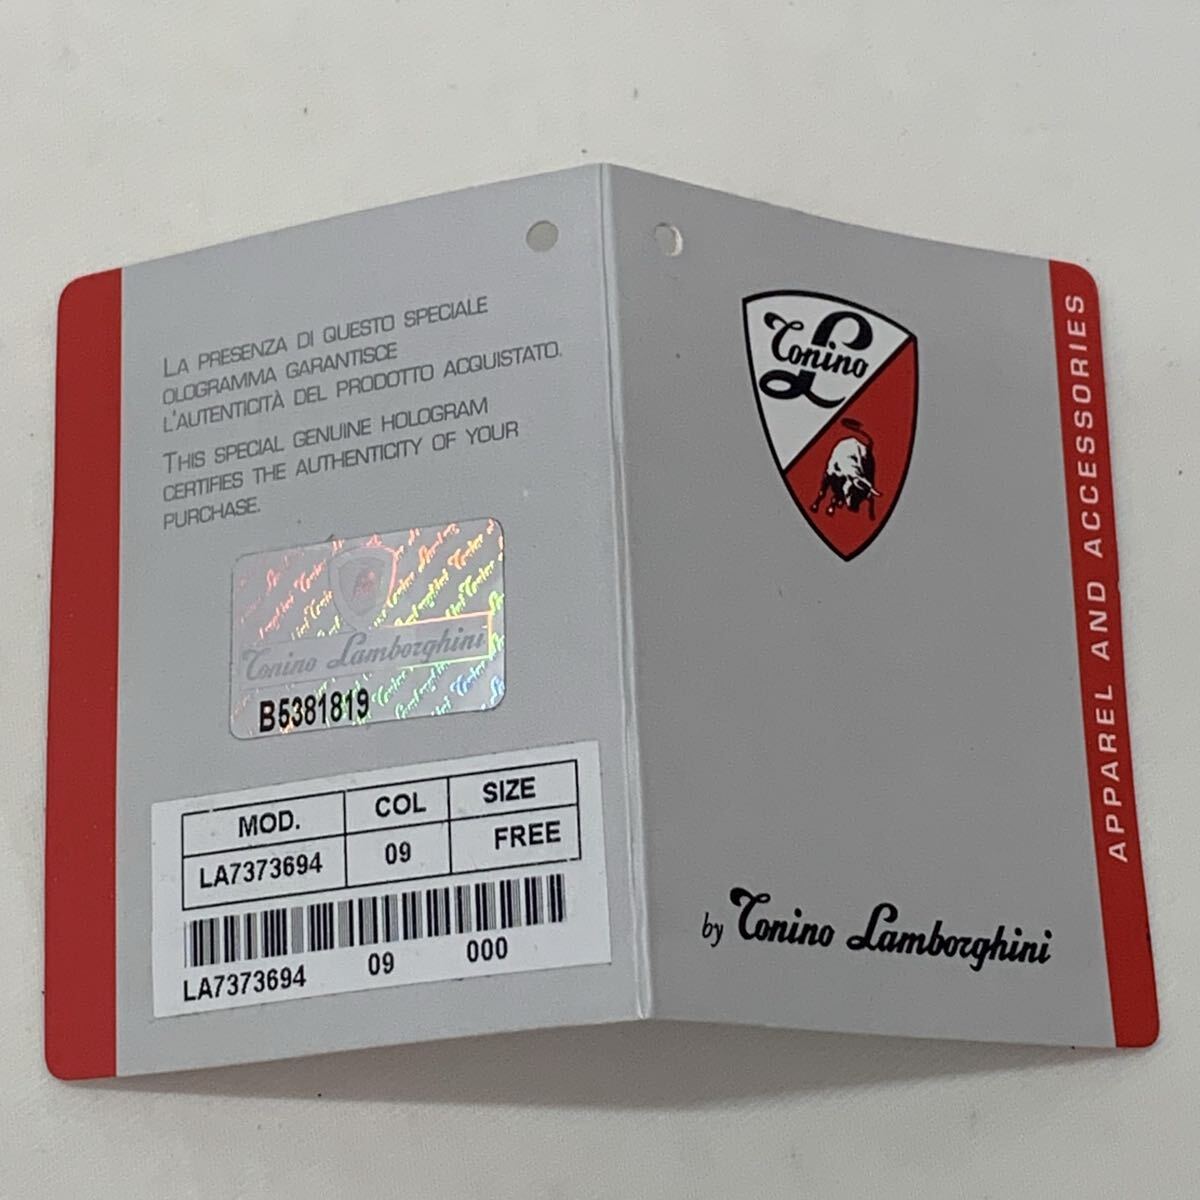 LA PRESENZA DI QUESTO SPECIALE
OLOGRAMMA GARANTISCE
L'AUTENTICITÀ DEL PRODOTTO ACQUISTATO.
THIS SPECIAL GENUINE HOLOGRAM
CERTIFIES THE AUTHENTICITY OF YOUR
PURCHASE.
Tonino Lamborghini
B5381819
MOD. COL SIZE
LA7373694 09 FREE
LA7373694 09 000
Tonino
L
by Tonino Lamborghini
APPAREL AND ACCESSORIES